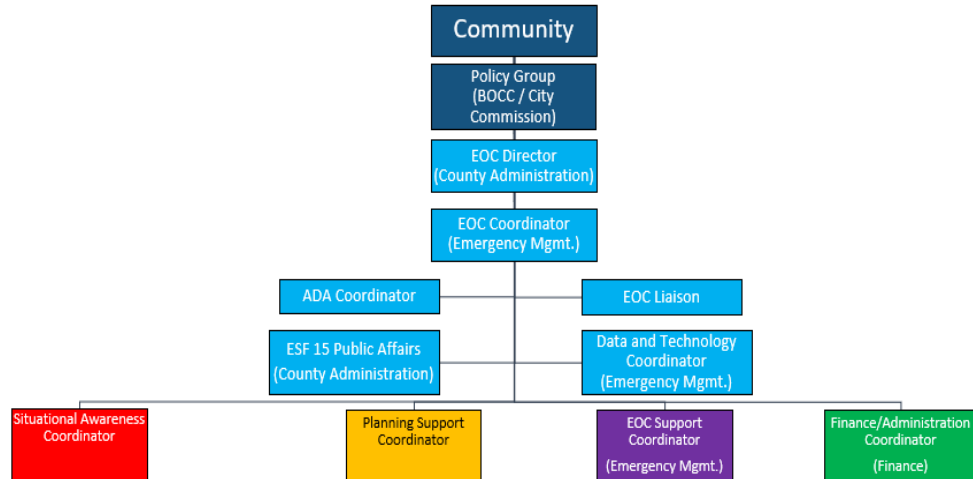 Community
Policy Group
(BOCC / City
Commission)
EOC Director
(County Administration)
EOC Coordinator
(Emergency Mgmt.)
ADA Coordinator
EOC Liaison
ESF 15 Public Affairs
(County Administration)
Data and Technology
Coordinator
(Emergency Mgmt.)
Situational Awareness
Coordinator
Planning Support
Coordinator
EOC Support
Coordinator
(Emergency Mgmt.)
Finance/Administration
Coordinator
(Finance)